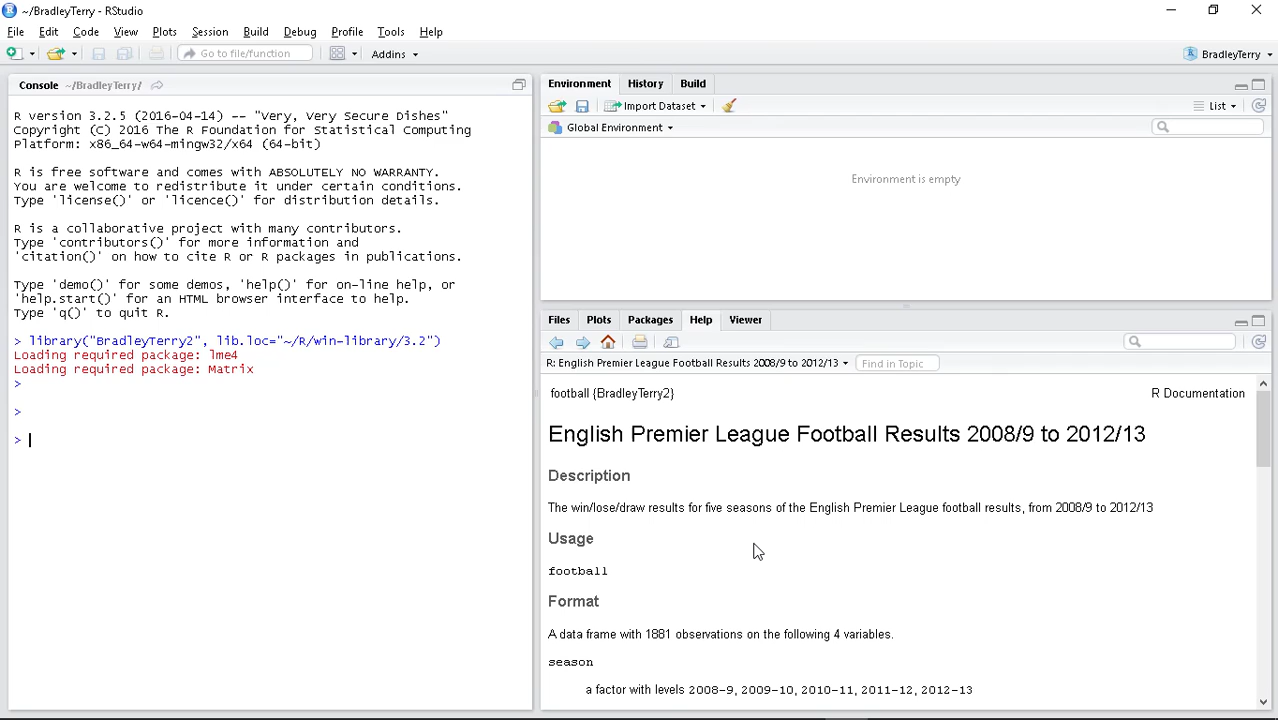 ~/BradleyTerry - RStudio
File Edit Code View Plots Session Build Debug Profile Tools Help
Go to file/function
Addins
BradleyTerry
Console ~/BradleyTerry/
R version 3.2.5 (2016-04-14) -- "Very, Very Secure Dishes"
Copyright (C) 2016 The R Foundation for Statistical Computing
Platform: x86_64-w64-mingw32/x64 (64-bit)
R is free software and comes with ABSOLUTELY NO WARRANTY.
You are welcome to redistribute it under certain conditions.
Type 'license()' or 'licence()' for distribution details.
R is a collaborative project with many contributors.
Type 'contributors()' for more information and
'citation()' on how to cite R or R packages in publications.
Type 'demo()' for some demos, 'help()' for on-line help, or
'help.start()' for an HTML browser interface to help.
Type 'q()' to quit R.
> library("BradleyTerry2", lib.loc="~/R/win-library/3.2")
Loading required package: lme4
Loading required package: Matrix
>
>
>
Environment History Build
Import Dataset
List
Global Environment
Environment is empty
Files Plots Packages Help Viewer
R: English Premier League Football Results 2008/9 to 2012/13
Find in Topic
football {BradleyTerry2}
R Documentation
English Premier League Football Results 2008/9 to 2012/13
Description
The win/lose/draw results for five seasons of the English Premier League football results, from 2008/9 to 2012/13
Usage
football
Format
A data frame with 1881 observations on the following 4 variables.
season
a factor with levels 2008-9, 2009-10, 2010-11, 2011-12, 2012-13